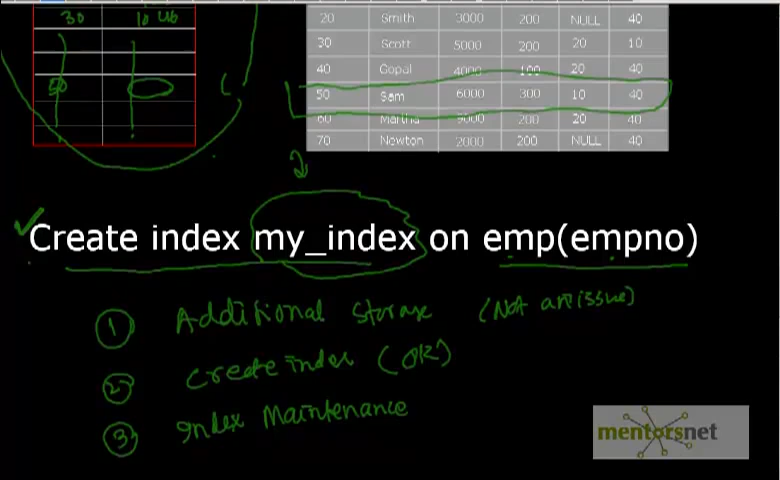 30 10 UB
50
20 Smith 3000 200 NULL 40
30 Scott 5000 200 20 10
40 Gopal 4000 100 20 40
50 Sam 6000 300 10 40
60 Martha 9000 200 20 40
70 Newton 2000 200 NULL 40
2
Create index my_index on emp(empno)
1 Additional Storage (Not an issue)
2 Create index (OK)
3 Index Maintenance
mentorsnet